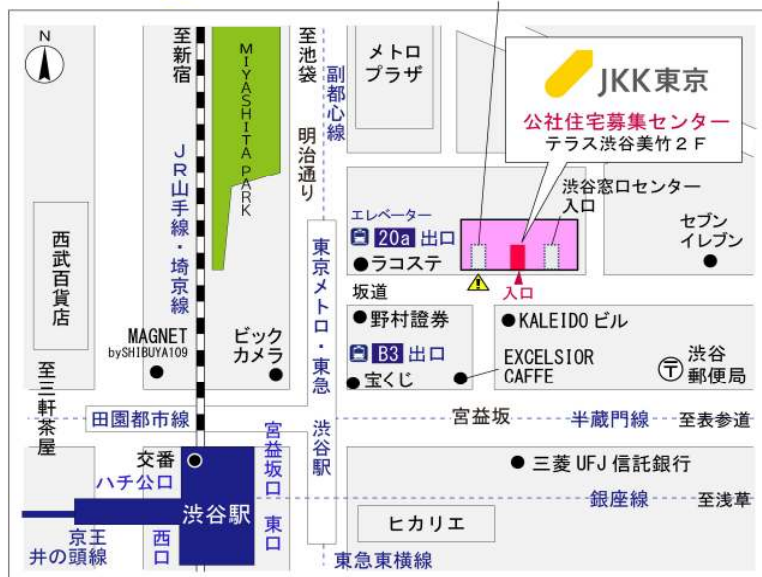 N
至新宿
MIYASHITA PARK
至池袋
明治通り
副都心線
メトロ
プラザ
JKK東京
公社住宅募集センター
テラス渋谷美竹2F
渋谷窓口センター
入口
JR山手線・埼京線
西武百貨店
エレベーター
20a 出口
ラコステ
入口
セブン
イレブン
東京メトロ・東急
渋谷駅
坂道
野村證券
KALEIDOビル
MAGNET
bySHIBUYA109
ビック
カメラ
B3 出口
宝くじ
EXCELSIOR
CAFFE
渋谷
郵便局
至三軒茶屋
田園都市線
宮益坂
半蔵門線
至表参道
交番
ハチ公口
宮益坂口
三菱UFJ信託銀行
渋谷駅
銀座線
至浅草
京王
井の頭線
西口
東口
ヒカリエ
東急東横線